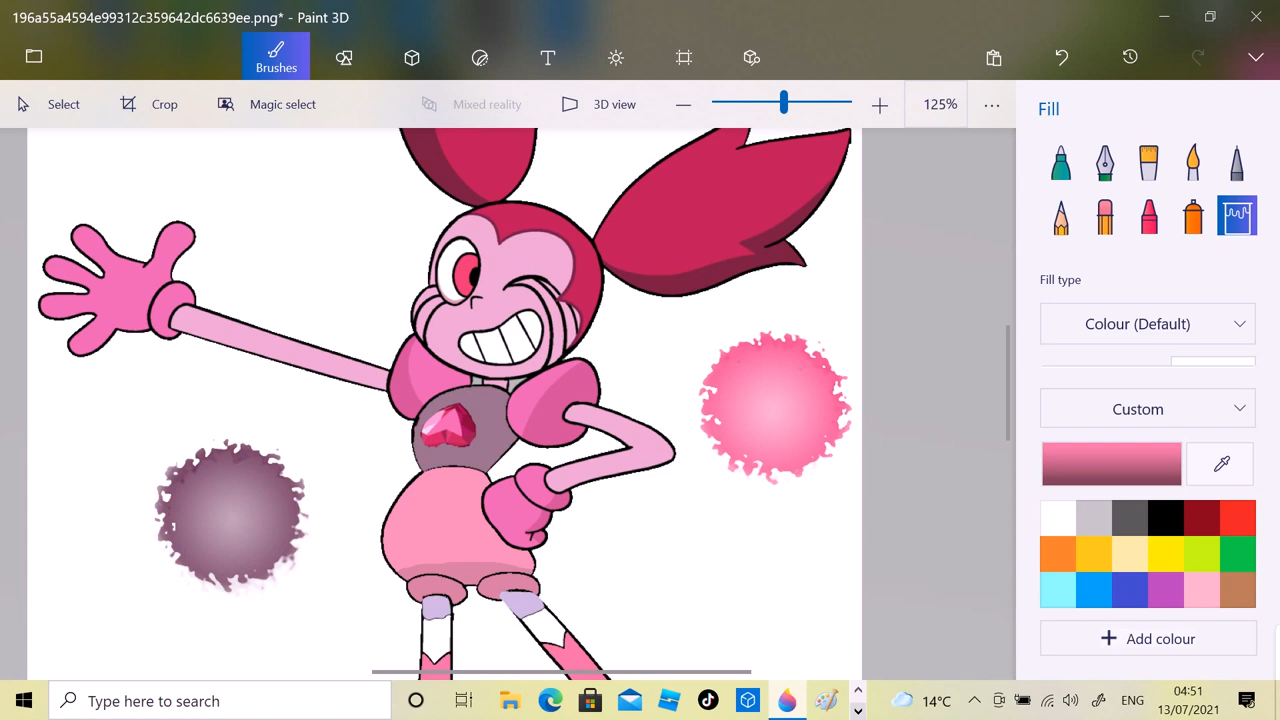 196a55a4594e99312c359642dc6639ee.png* - Paint 3D
Brushes
Select
Crop
Magic select
Mixed reality
3D view
125%
Fill
Fill type
Colour (Default)
Custom
Add colour
Type here to search
14°C
ENG
04:51
13/07/2021